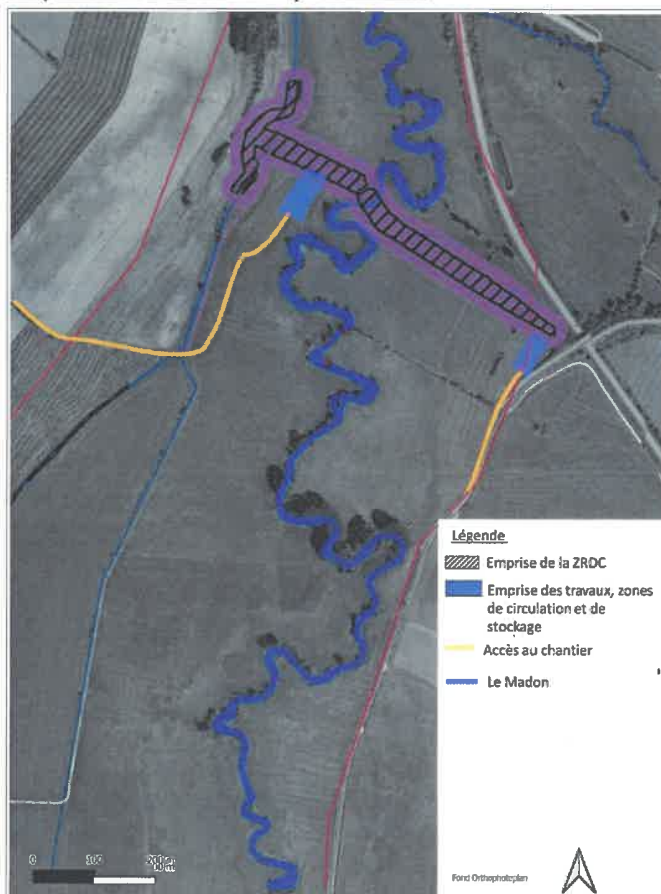 Légende
Emprise de la ZRDC
Emprise des travaux, zones
de circulation et de
stockage
Accès au chantier
Le Madon
0 100
Fond Orthophotoplan